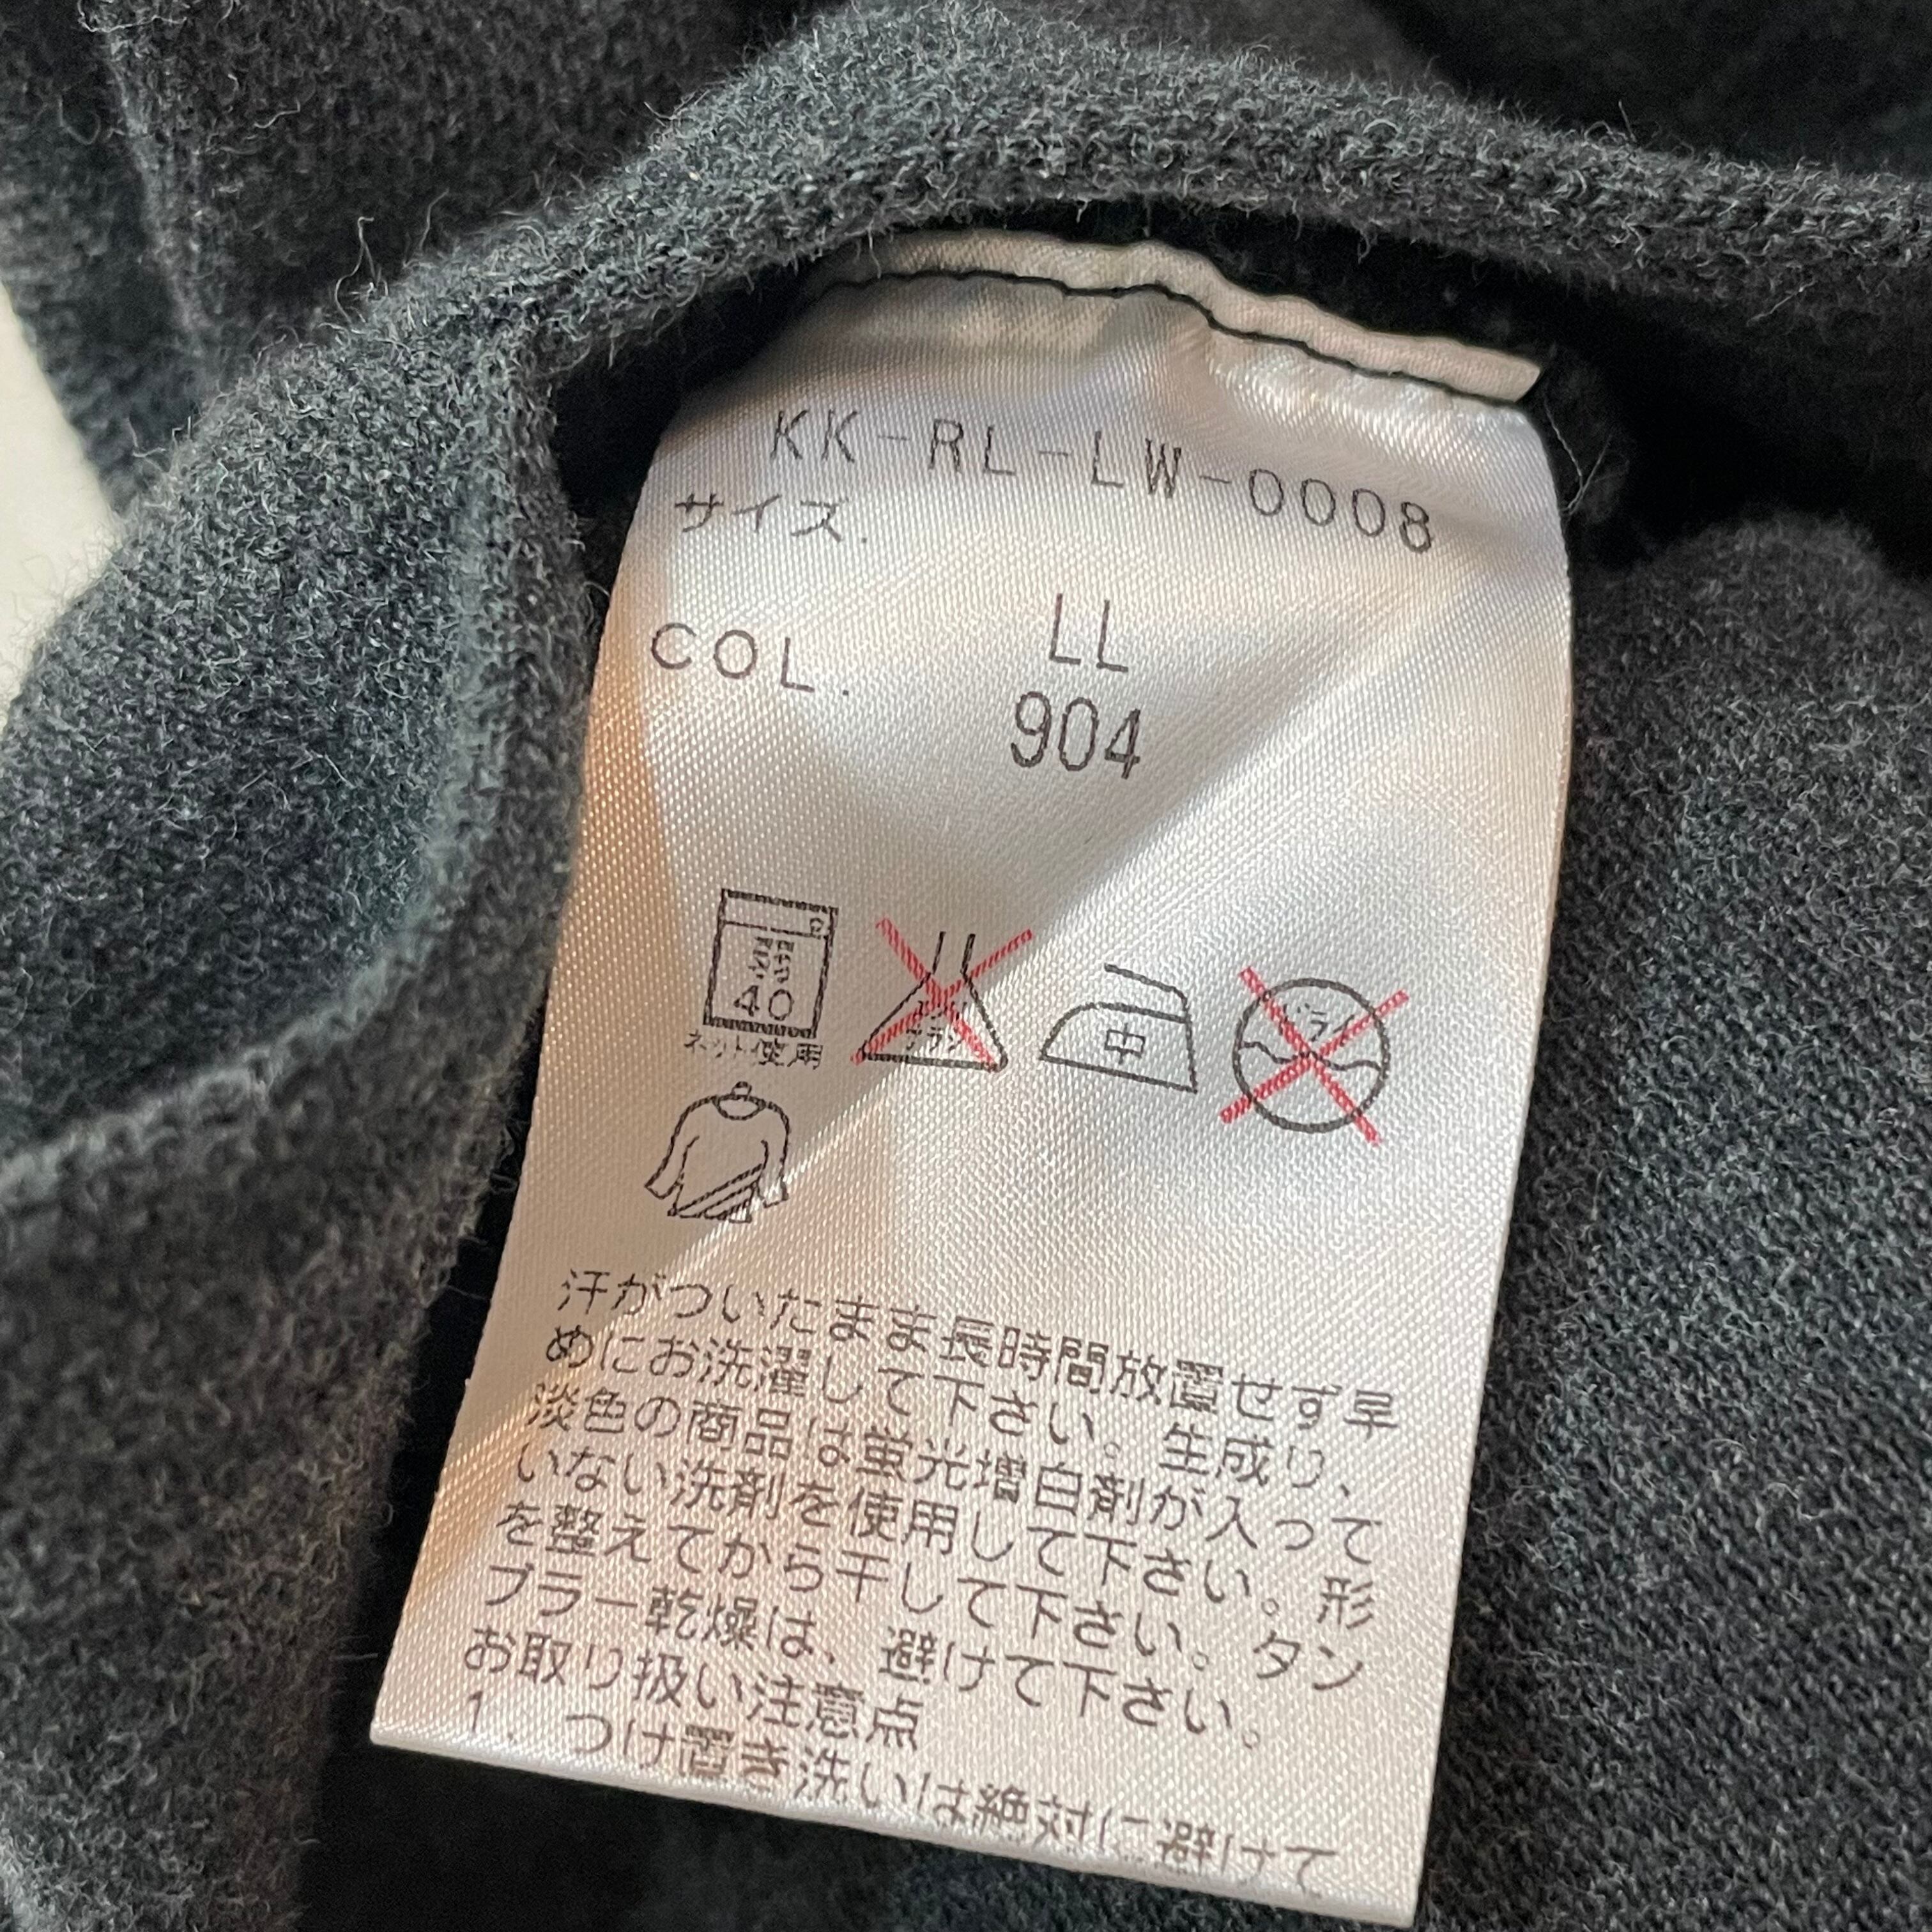 KK-RL-LW-0008
サイズ.
LL
COL.
904
弱
40
ネット使用
エンソ
中
ドライ
汗がついたまま長時間放置せず早
めにお洗濯して下さい。生成り、
淡色の商品は蛍光増白剤が入って
いない洗剤を使用して下さい。形
を整えてから干して下さい。タン
ブラー乾燥は、避けて下さい。
お取り扱い注意点
1．つけ置き洗いは絶対に避けて